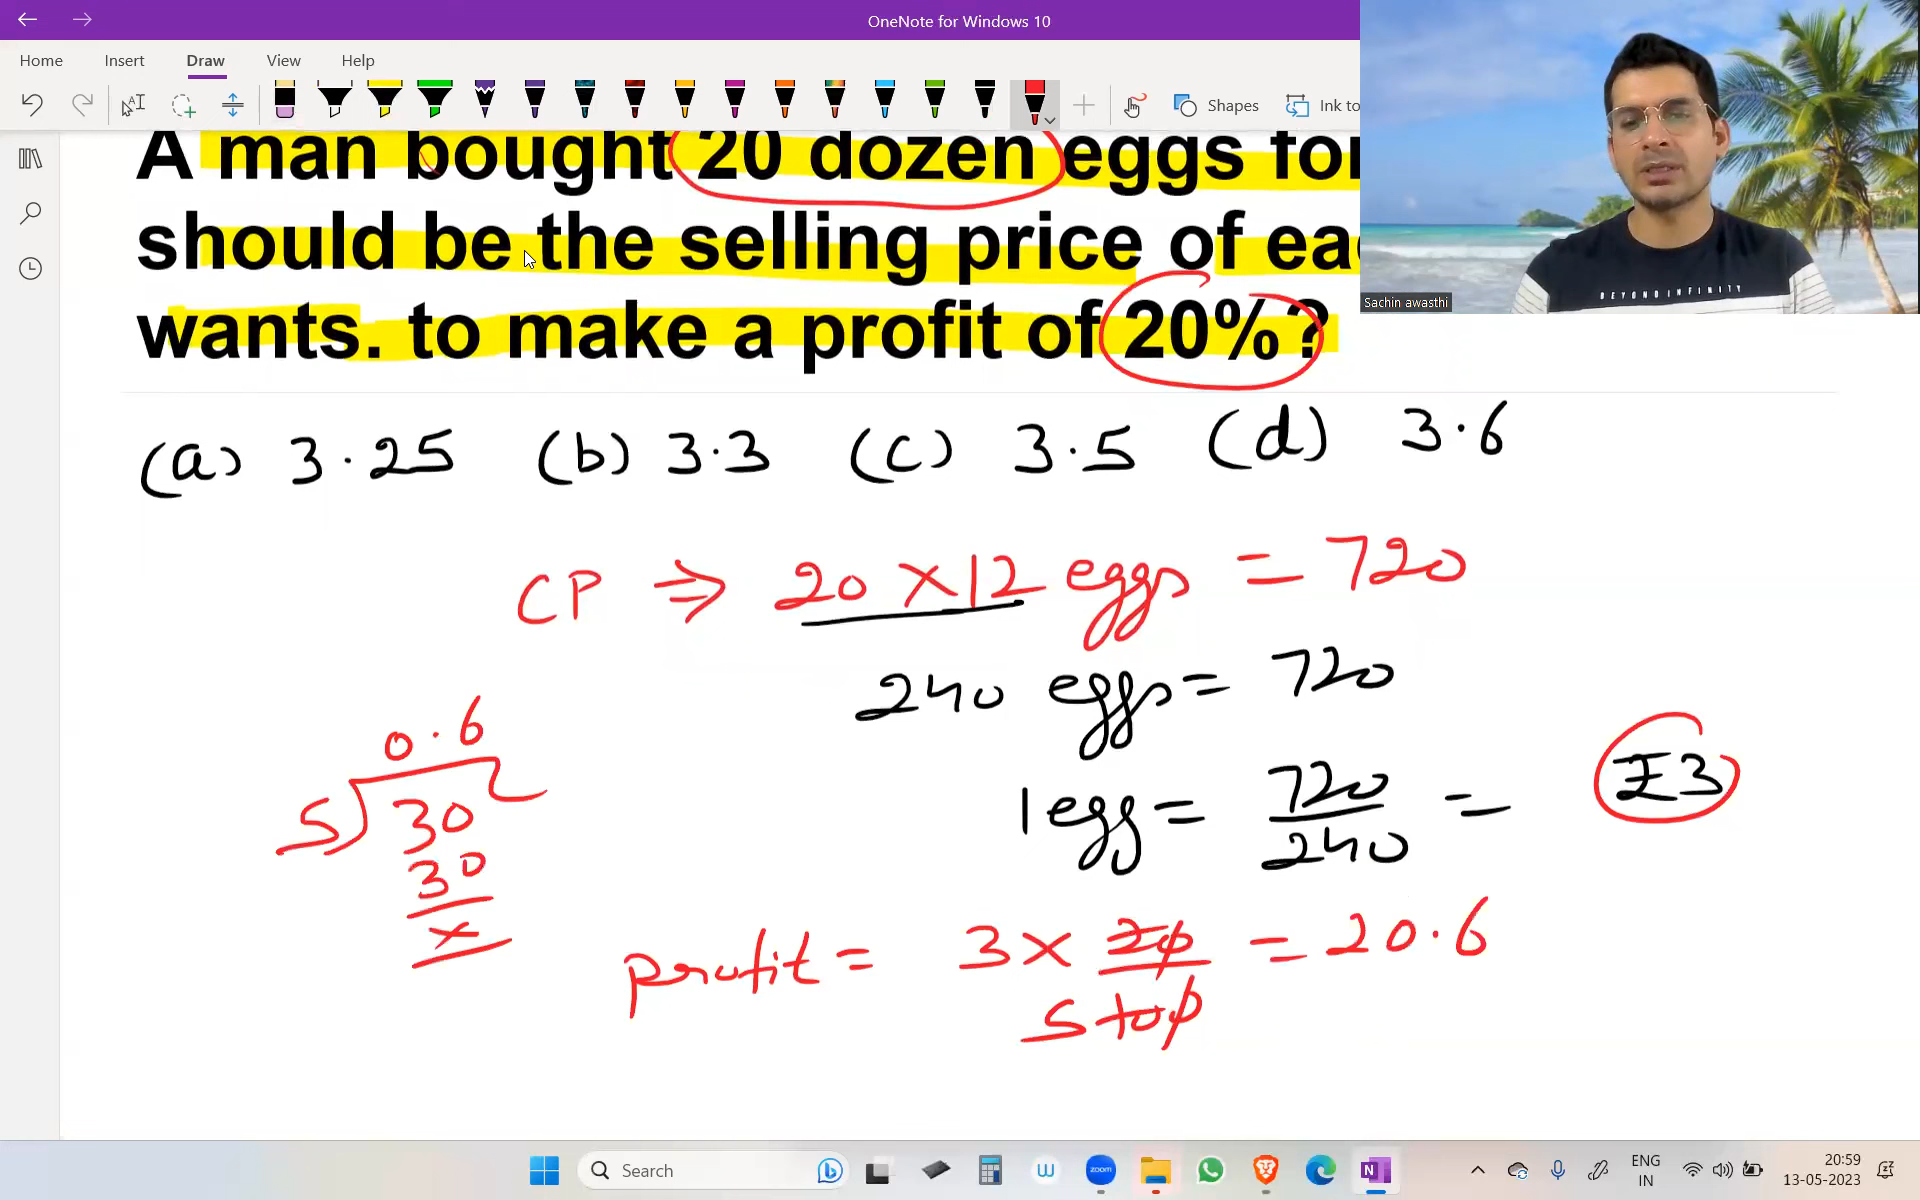 OneNote for Windows 10
Home Insert Draw View Help
Shapes Ink to
A man bought 20 dozen eggs for
should be the selling price of ea
wants. to make a profit of 20%?
BEYOND INFINITY
Sachin awasthi
(a) 3.25 (b) 3.3 (c) 3.5 (d) 3.6
CP ⇒ 20 × 12 eggs = 720
240 eggs = 720
1 egg = 720/240 = ₹3
0.6
5) 30
30
×
profit = 3 × 20/100 = 20.6
5
Search
ENG
IN
20:59
13-05-2023